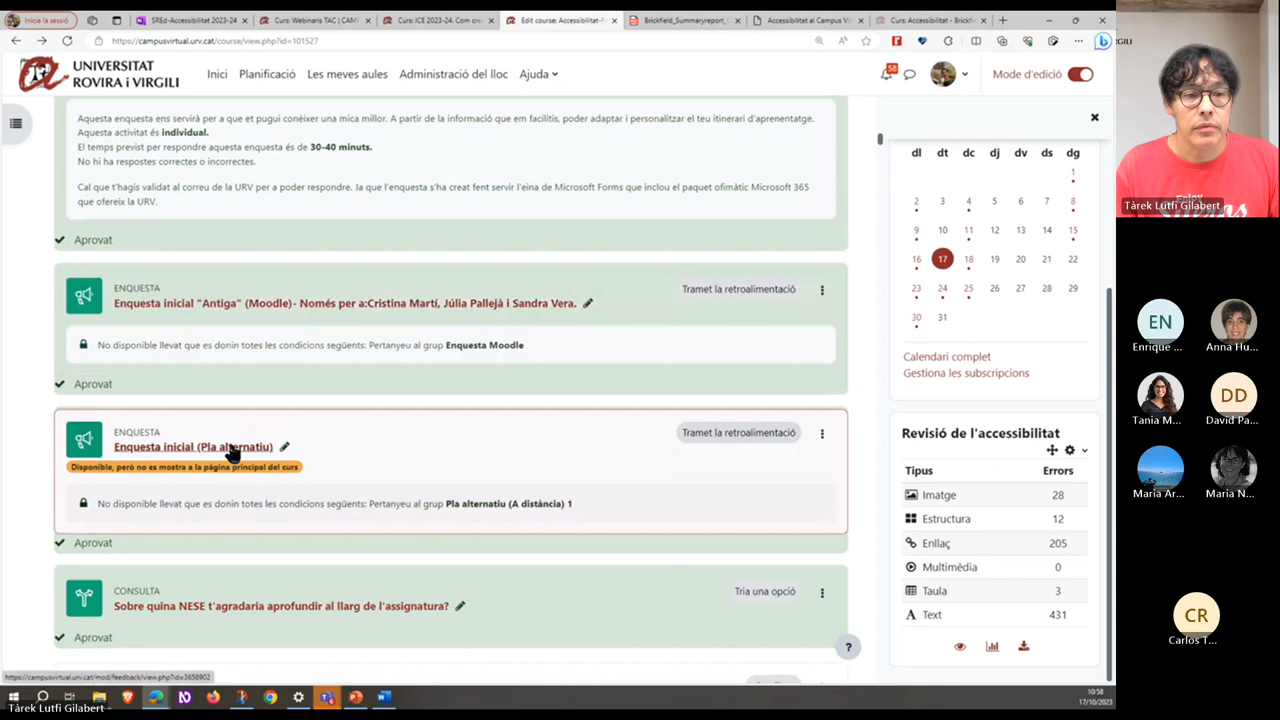 Inicia la sessió
SREd-Accessibilitat 2023-24
Curs: Webinaris TAC | CAM
Curs: ICE 2023-24. Com cre
Edit course: Accessibilitat-F
Brickfield_Summaryreport_
Accessibilitat al Campus Vi
Curs: Accessibilitat - Brickf
https://campusvirtual.urv.cat/course/view.php?id=101527
UNIVERSITAT
ROVIRA i VIRGILI
Inici
Planificació
Les meves aules
Administració del lloc
Ajuda
58
Mode d'edició
Aquesta enquesta ens servirà per a que et pugui conèixer una mica millor. A partir de la informació que em facilitis, poder adaptar i personalitzar el teu itinerari d'aprenentatge.
Aquesta activitat és individual.
El temps previst per respondre aquesta enquesta és de 30-40 minuts.
No hi ha respostes correctes o incorrectes.
Cal que t'hagis validat al correu de la URV per a poder respondre. Ja que l'enquesta s'ha creat fent servir l'eina de Microsoft Forms que inclou el paquet ofimàtic Microsoft 365
que ofereix la URV.
Aprovat
ENQUESTA
Enquesta inicial "Antiga" (Moodle)- Només per a:Cristina Martí, Júlia Pallejà i Sandra Vera.
Tramet la retroalimentació
No disponible llevat que es donin totes les condicions següents: Pertanyeu al grup Enquesta Moodle
Aprovat
ENQUESTA
Enquesta inicial (Pla alternatiu)
Tramet la retroalimentació
Disponible, però no es mostra a la pàgina principal del curs
No disponible llevat que es donin totes les condicions següents: Pertanyeu al grup Pla alternatiu (A distància) 1
Aprovat
CONSULTA
Sobre quina NESE t'agradaria aprofundir al llarg de l'assignatura?
Tria una opció
Aprovat
https://campusvirtual.urv.cat/mod/feedback/view.php?id=3658902
?
dl dt dc dj dv ds dg
1
2 3 4 5 6 7 8
9 10 11 12 13 14 15
16 17 18 19 20 21 22
23 24 25 26 27 28 29
30 31
Calendari complet
Gestiona les subscripcions
Revisió de l'accessibilitat
Tipus Errors
Imatge 28
Estructura 12
Enllaç 205
Multimèdia 0
Taula 3
Text 431
10:58
17/10/2023
Tàrek Lutfi Gilabert
VIRGILI
Enjoy
Tàrek Lutfi Gilabert
EN
Enrique ...
Anna Hu...
Tania M...
DD
David Pa...
Maria Ar...
Maria N...
CR
Carlos T...